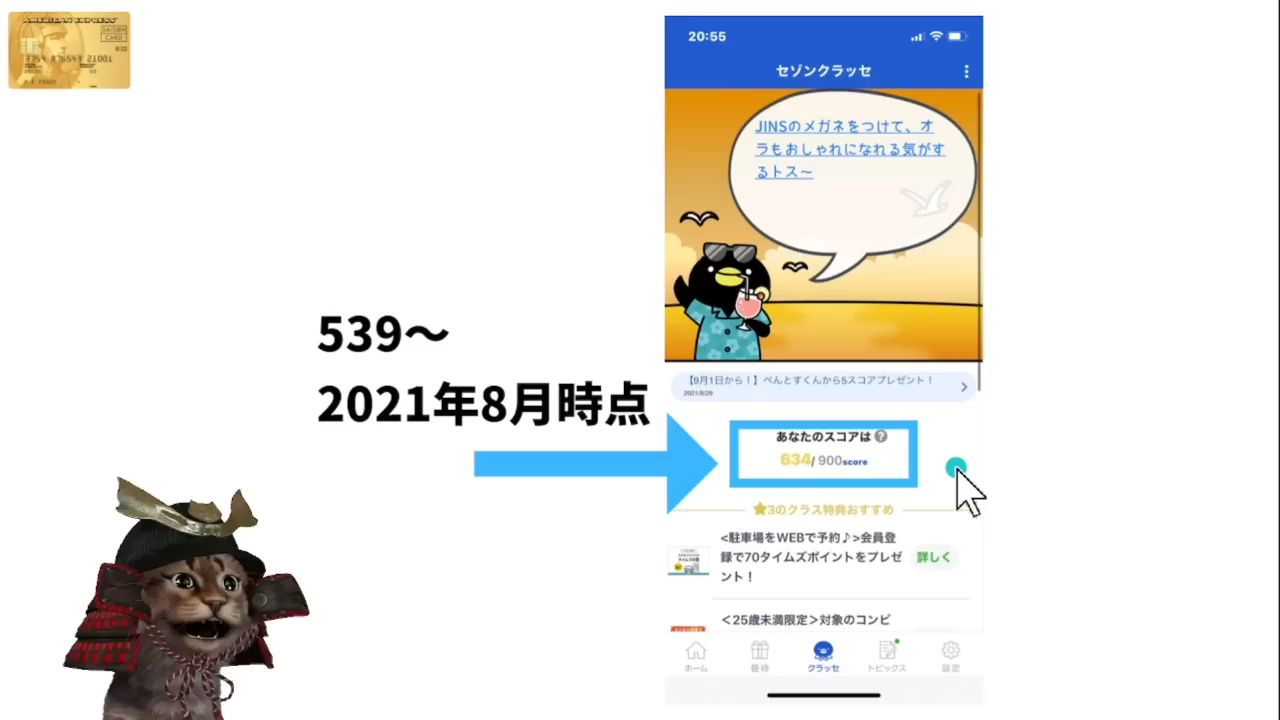 AMERICAN EXPRESS
SAISON
CARD
20:55
セゾンクラッセ
JINSのメガネをつけて、オ
ラもおしゃれになれる気がす
るトス〜
539〜
2021年8月時点
【9月1日から！】ぺんとすくんから5スコアプレゼント！
2021/8/29
あなたのスコアは ?
634/900score
3のクラス特典おすすめ
<駐車場をWEBで予約♪>会員登
録で70タイムズポイントをプレゼ
ント！
詳しく
＜25歳未満限定＞対象のコンビ
ホーム
優待
クラッセ
トピックス
設定